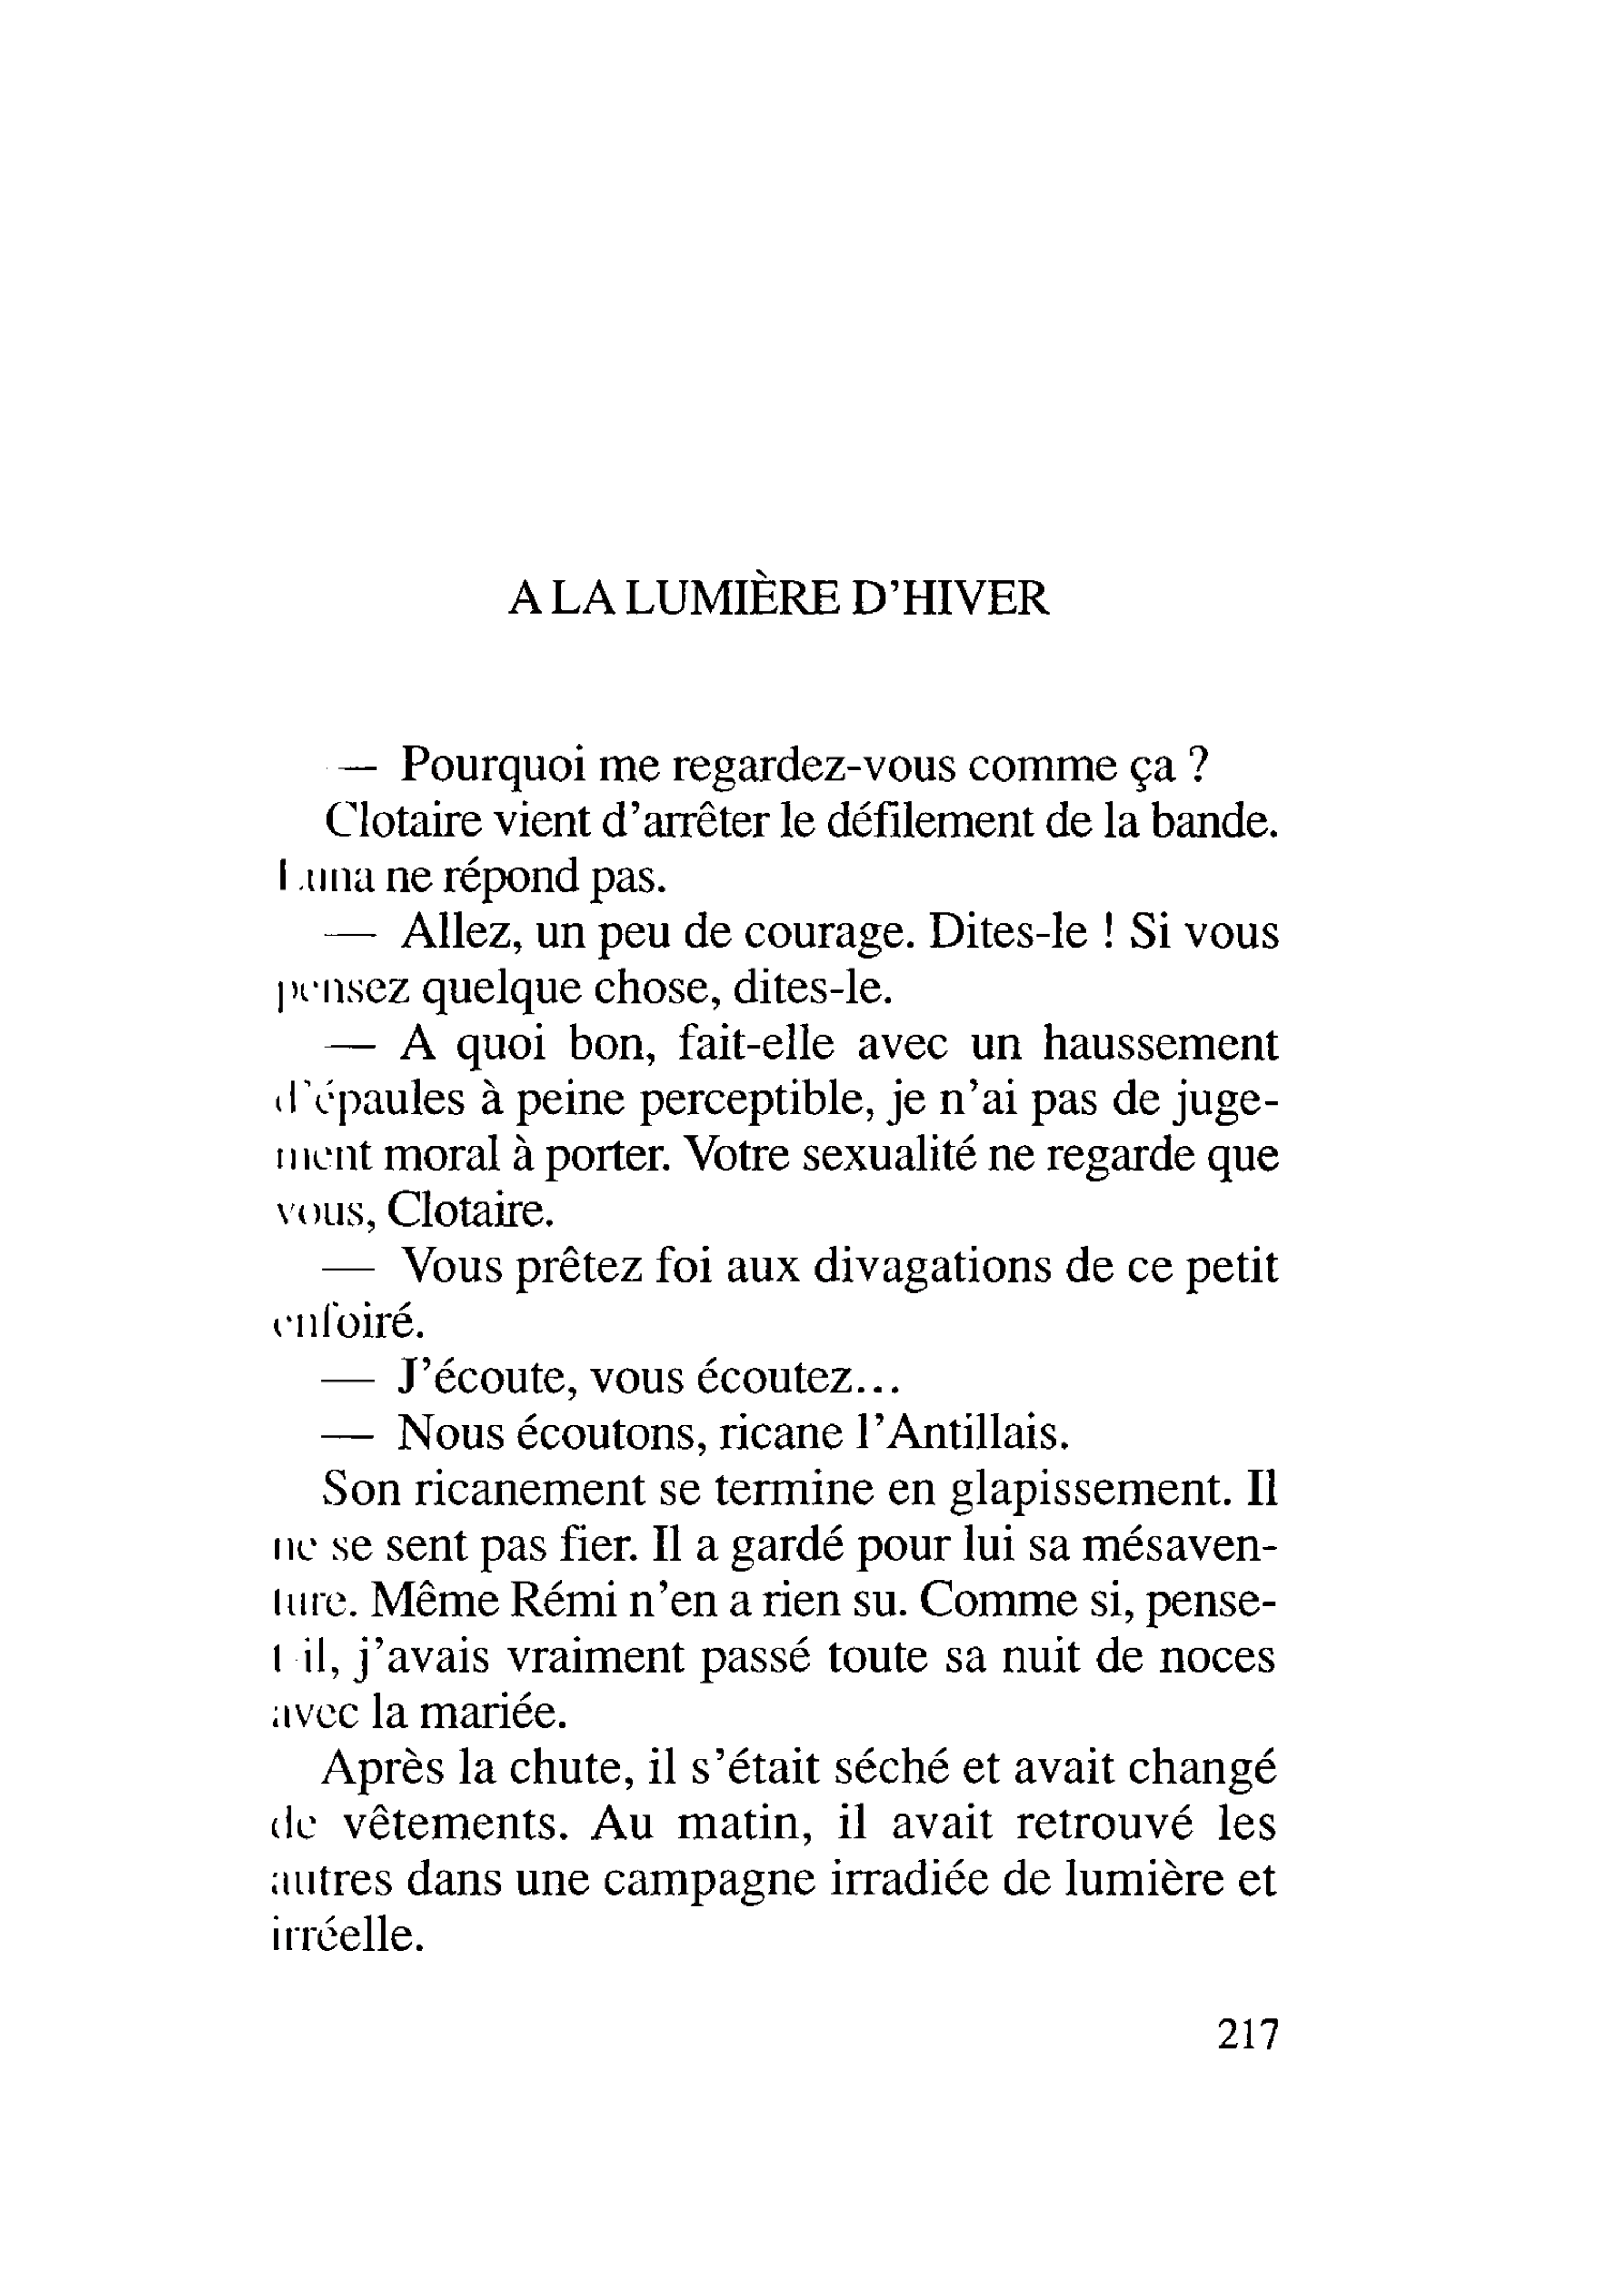 A LA LUMIÈRE D'HIVER
— Pourquoi me regardez-vous comme ça ?
Clotaire vient d'arrêter le défilement de la bande.
Luna ne répond pas.
— Allez, un peu de courage. Dites-le ! Si vous
pensez quelque chose, dites-le.
— A quoi bon, fait-elle avec un haussement
d'épaules à peine perceptible, je n'ai pas de juge-
ment moral à porter. Votre sexualité ne regarde que
vous, Clotaire.
— Vous prêtez foi aux divagations de ce petit
enfoiré.
— J'écoute, vous écoutez...
— Nous écoutons, ricane l'Antillais.
Son ricanement se termine en glapissement. Il
ne se sent pas fier. Il a gardé pour lui sa mésaven-
ture. Même Rémi n'en a rien su. Comme si, pense-
t-il, j'avais vraiment passé toute sa nuit de noces
avec la mariée.
Après la chute, il s'était séché et avait changé
de vêtements. Au matin, il avait retrouvé les
autres dans une campagne irradiée de lumière et
irréelle.
217